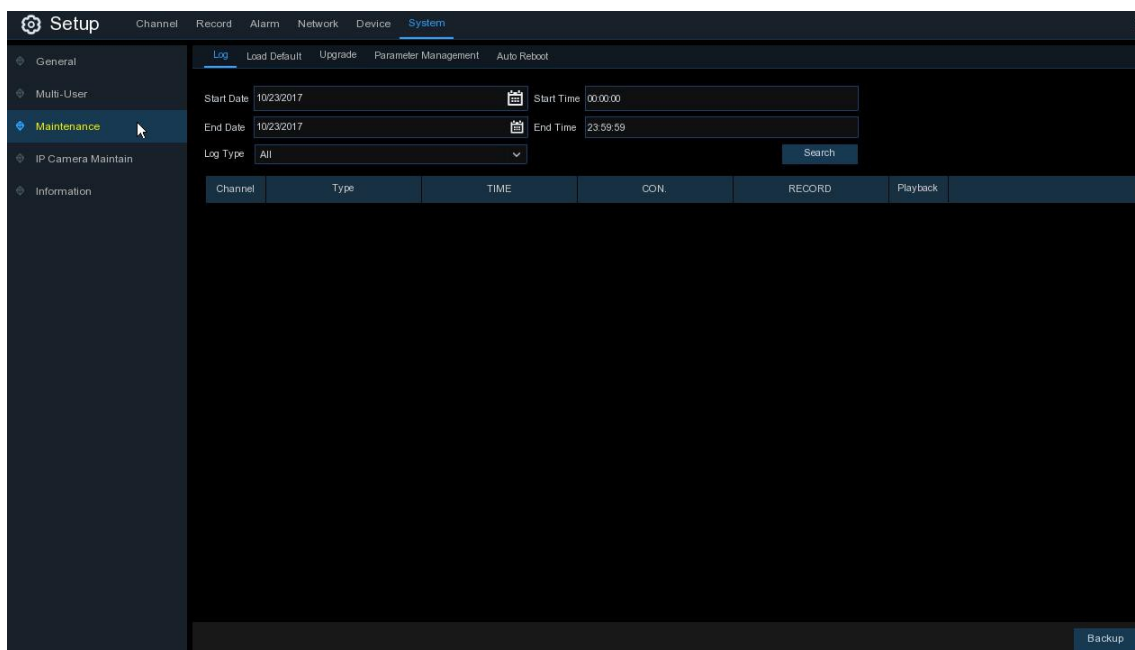 Setup Channel Record Alarm Network Device System
General
Multi-User
Maintenance
IP Camera Maintain
Information
Log Load Default Upgrade Parameter Management Auto Reboot
Start Date 10/23/2017 Start Time 00:00:00
End Date 10/23/2017 End Time 23:59:59
Log Type All Search
Channel Type TIME CON. RECORD Playback
Backup